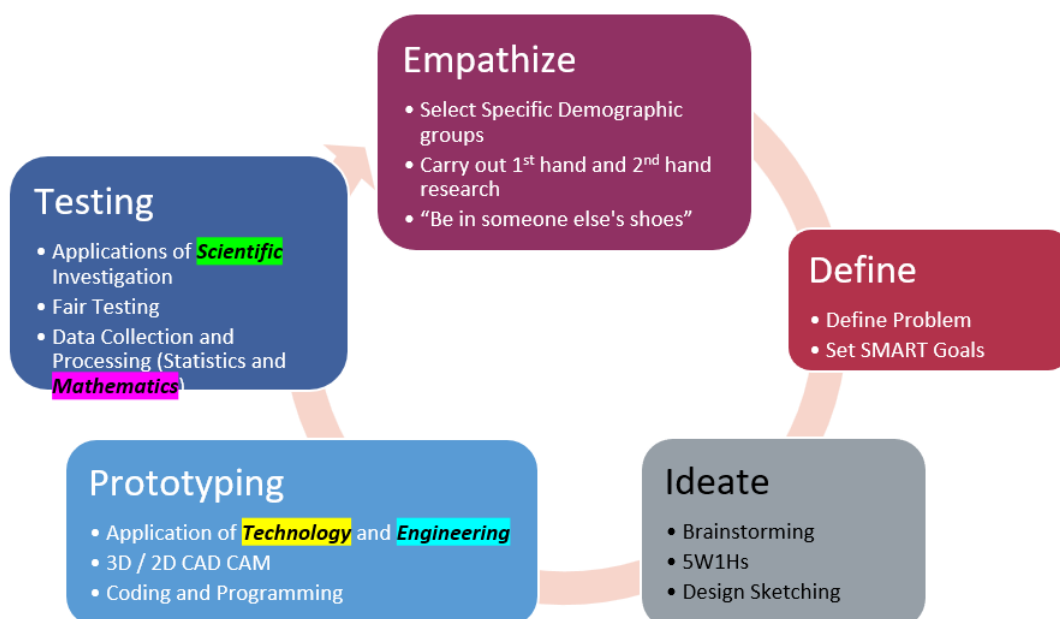 Empathize
• Select Specific Demographic
groups
• Carry out 1st hand and 2nd hand
research
• “Be in someone else's shoes”
Define
• Define Problem
• Set SMART Goals
Ideate
• Brainstorming
• 5W1Hs
• Design Sketching
Prototyping
• Application of Technology and Engineering
• 3D / 2D CAD CAM
• Coding and Programming
Testing
• Applications of Scientific
Investigation
• Fair Testing
• Data Collection and
Processing (Statistics and
Mathematics)